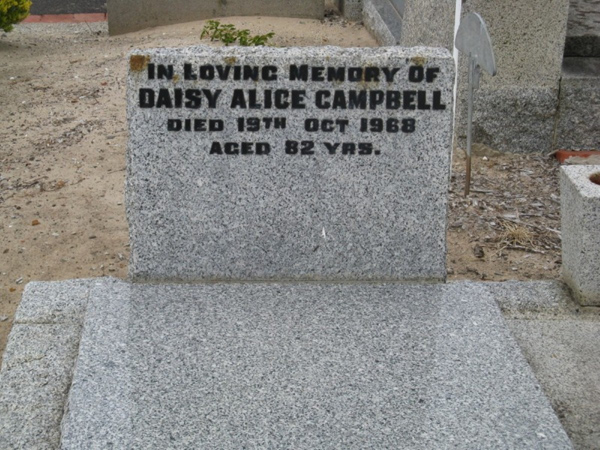 In Loving Memory Of
DAISY ALICE CAMPBELL
DIED 19TH OCT 1968
AGED 82 YRS.